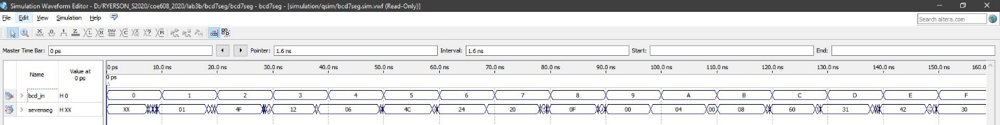 Simulation Waveform Editor - D:/RYERSON_S2020/coe608_2020/lab3b/bcd7seg/bcd7seg - bcd7seg - [simulation/qsim/bcd7seg.sim.vwf (Read-Only)]
File Edit View Simulation Help
Search altera.com
Master Time Bar: 0 ps Pointer: 1.6 ns Interval: 1.6 ns Start: End:
Name Value at 0 ps
0 ps 10.0 ns 20.0 ns 30.0 ns 40.0 ns 50.0 ns 60.0 ns 70.0 ns 80.0 ns 90.0 ns 100.0 ns 110.0 ns 120.0 ns 130.0 ns 140.0 ns 150.0 ns 160.0
0 ps
bcd_in H 0 0 1 2 3 4 5 6 7 8 9 A B C D E F
sevenseg H XX XX 01 4F 12 06 4C 24 20 0F 00 04 00 08 60 31 42 30